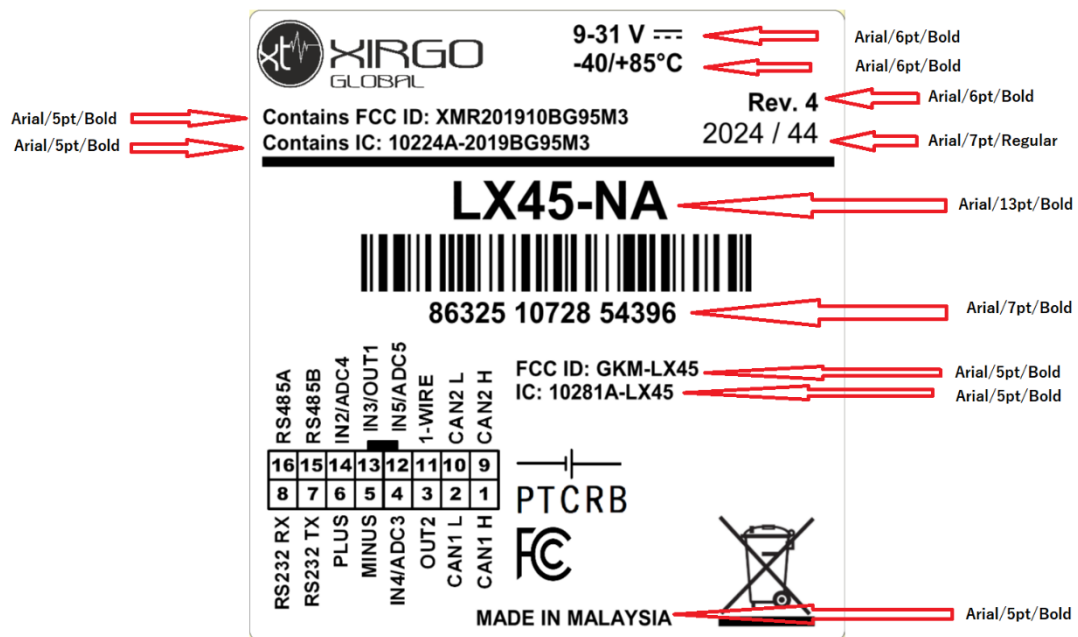 xt XIRGO
GLOBAL
9-31 V
Arial/6pt/Bold
-40/+85°C
Arial/6pt/Bold
Rev. 4
Arial/6pt/Bold
Arial/5pt/Bold
Contains FCC ID: XMR201910BG95M3
Arial/5pt/Bold
Contains IC: 10224A-2019BG95M3
2024 / 44
Arial/7pt/Regular
LX45-NA
Arial/13pt/Bold
86325 10728 54396
Arial/7pt/Bold
FCC ID: GKM-LX45
Arial/5pt/Bold
IC: 10281A-LX45
Arial/5pt/Bold
RS485A
RS485B
IN2/ADC4
IN3/OUT1
IN5/ADC5
1-WIRE
CAN2 L
CAN2 H
16 15 14 13 12 11 10 9
8 7 6 5 4 3 2 1
RS232 RX
RS232 TX
PLUS
MINUS
IN4/ADC3
OUT2
CAN1 L
CAN1 H
PTCRB
FC
MADE IN MALAYSIA
Arial/5pt/Bold